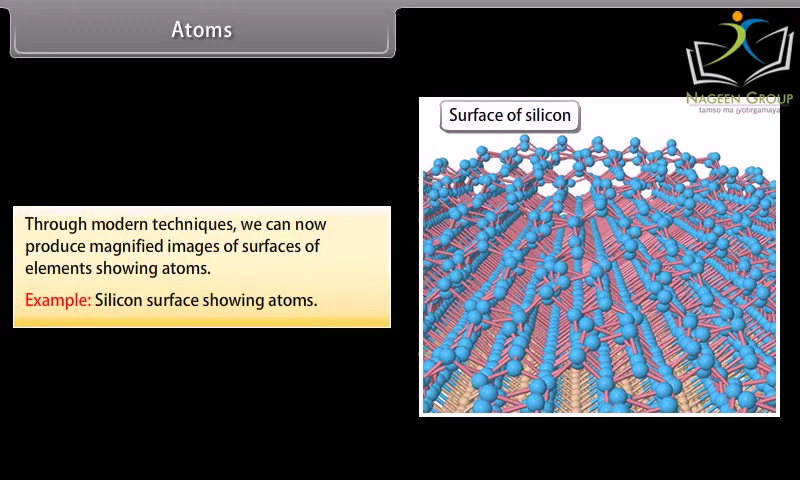 Atoms
NAGEEN GROUP
tamso ma jyotirgamaya
Surface of silicon
Through modern techniques, we can now
produce magnified images of surfaces of
elements showing atoms.
Example: Silicon surface showing atoms.